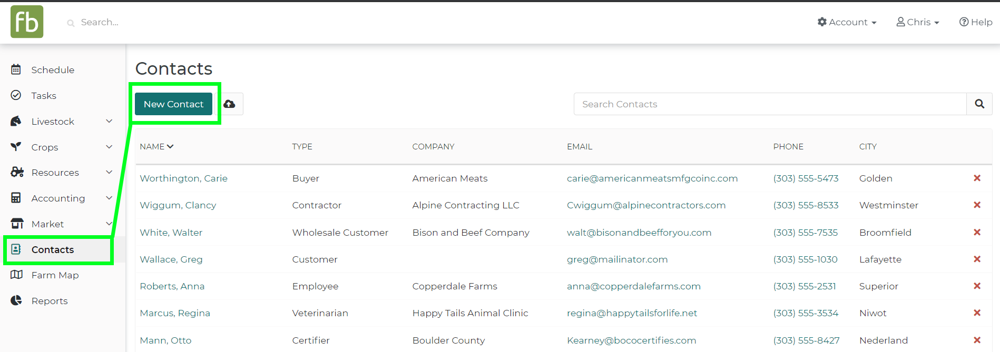 fb Search... Account Chris Help
Schedule
Tasks
Livestock
Crops
Resources
Accounting
Market
Contacts
Farm Map
Reports
Contacts
New Contact Search Contacts
NAME TYPE COMPANY EMAIL PHONE CITY
Worthington, Carie Buyer American Meats carie@americanmeatsmfgcoinc.com (303) 555-5473 Golden
Wiggum, Clancy Contractor Alpine Contracting LLC Cwiggum@alpinecontractors.com (303) 555-8533 Westminster
White, Walter Wholesale Customer Bison and Beef Company walt@bisonandbeefforyou.com (303) 555-7535 Broomfield
Wallace, Greg Customer greg@mailinator.com (303) 555-1030 Lafayette
Roberts, Anna Employee Copperdale Farms anna@copperdalefarms.com (303) 555-2531 Superior
Marcus, Regina Veterinarian Happy Tails Animal Clinic regina@happytailsforlife.net (303) 555-3534 Niwot
Mann, Otto Certifier Boulder County Kearney@bococertifies.com (303) 555-8427 Nederland